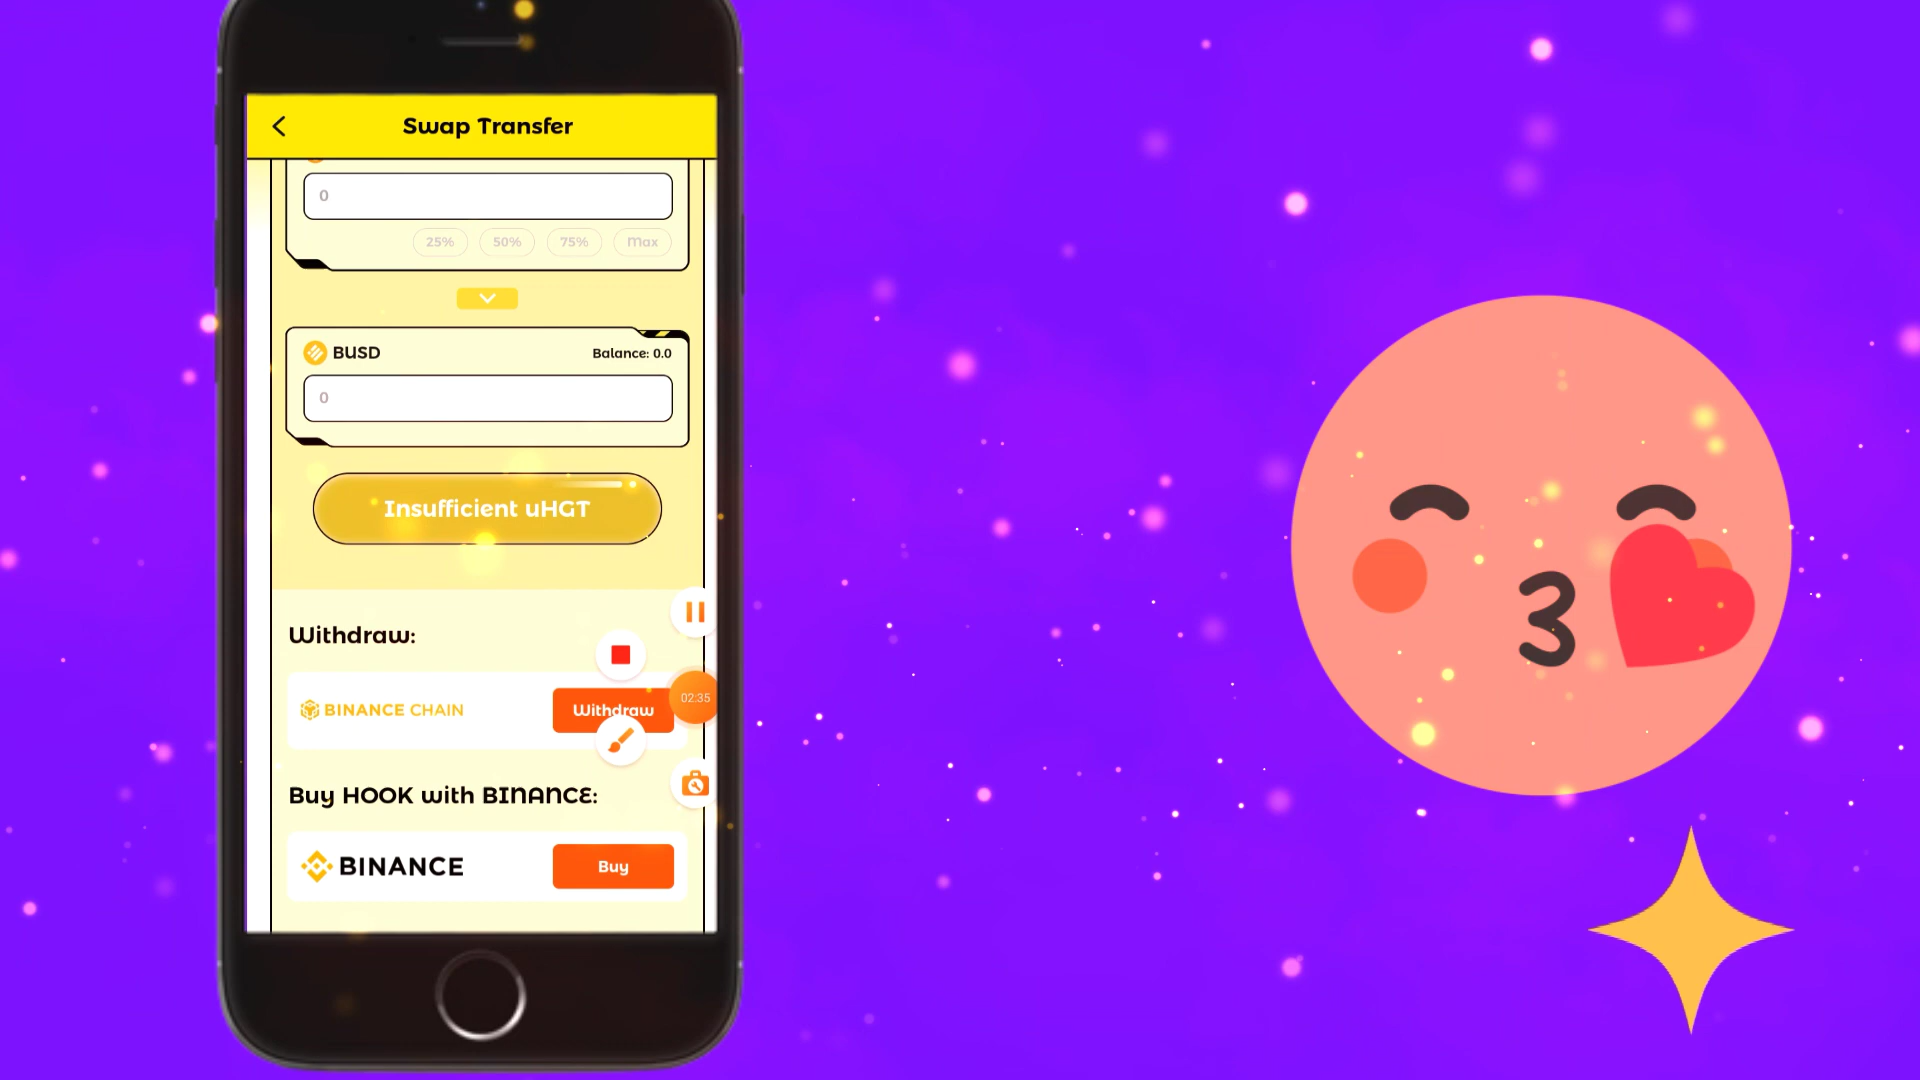 Swap Transfer
0
25% 50% 75% Max
BUSD Balance: 0.0
0
Insufficient uHGT
Withdraw:
BINANCE CHAIN Withdraw
02:35
Buy HOOK with BINANCE:
BINANCE Buy